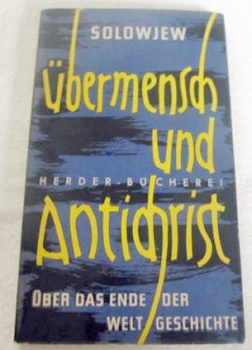 SOLOWJEW
Übermensch
und
HERDER-BÜCHEREI
Antichrist
ÜBER DAS ENDE DER
WELT-GESCHICHTE